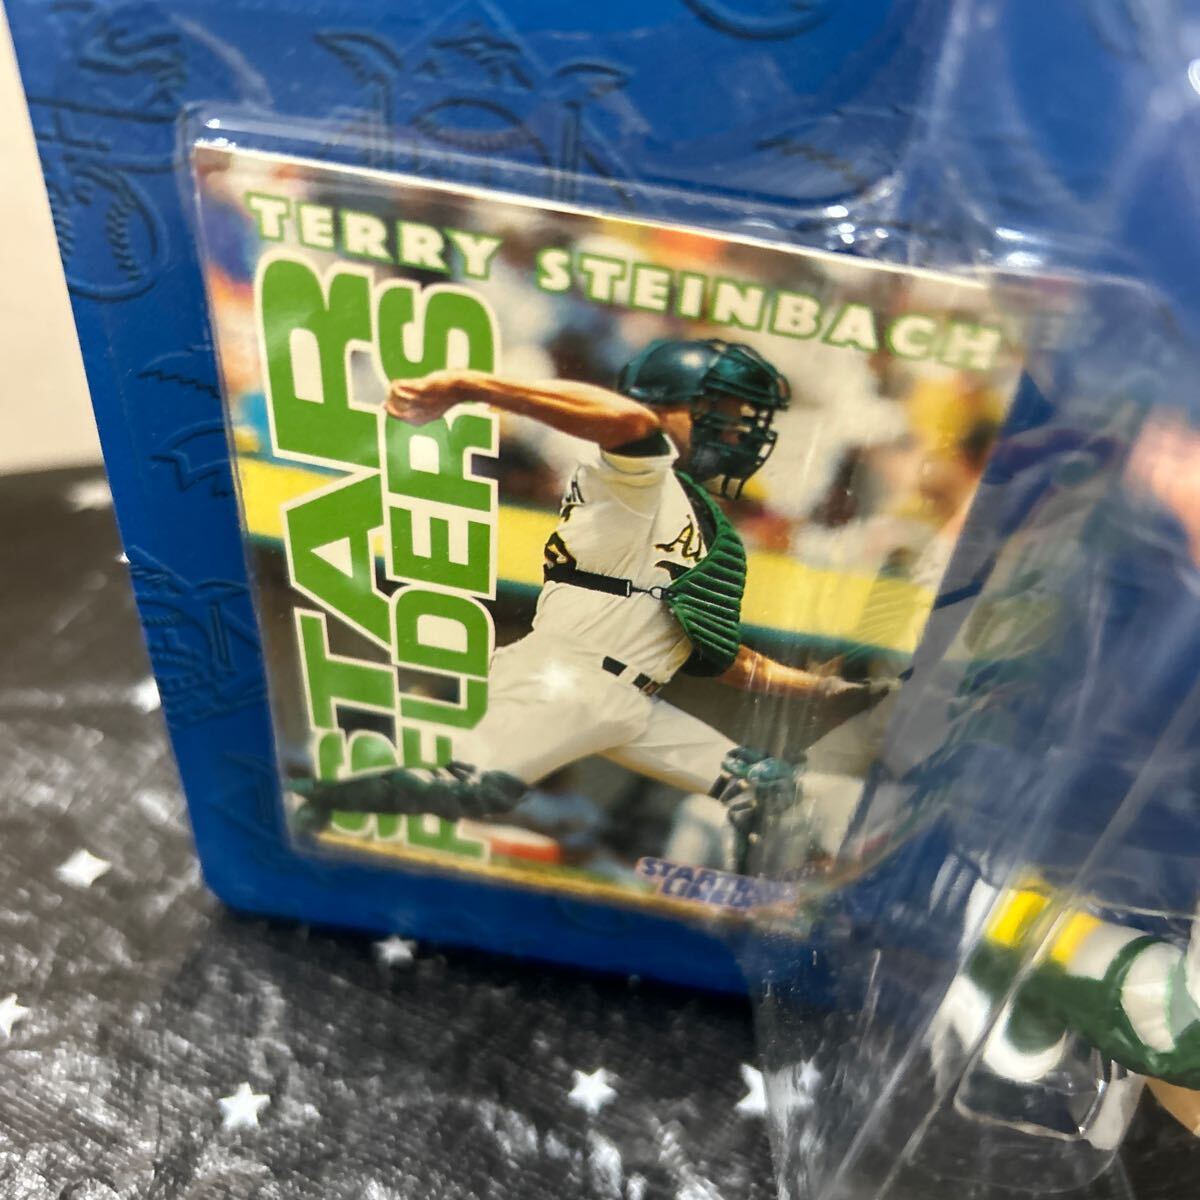 TERRY STEINBACH
STAR
FIELDERS
A's
STARTING
LINEUP